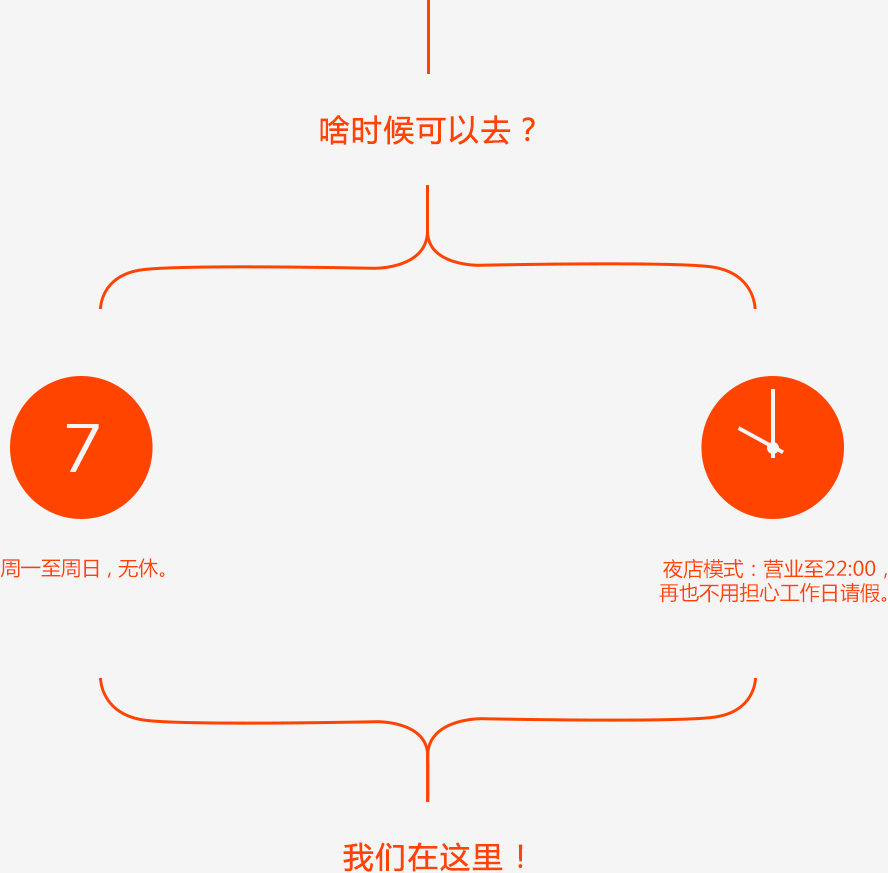 啥时候可以去？
7
周一至周日，无休。
夜店模式：营业至22:00，
再也不用担心工作日请假。
我们在这里！